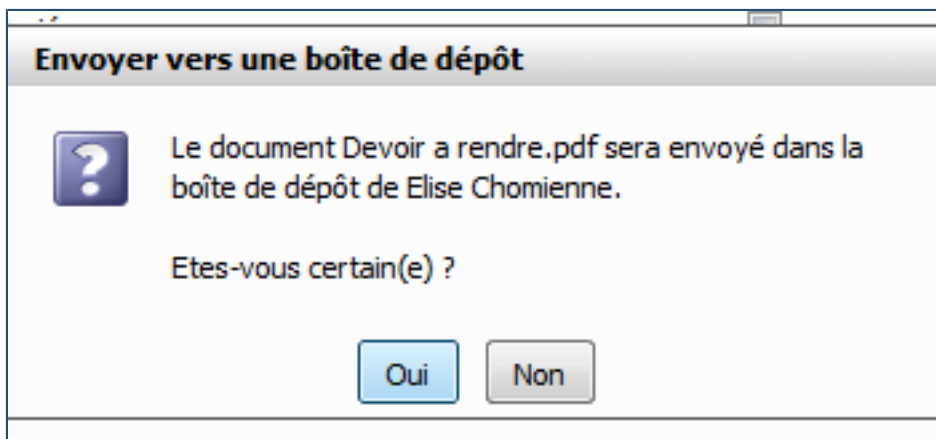 Envoyer vers une boîte de dépôt
Le document Devoir a rendre.pdf sera envoyé dans la
boîte de dépôt de Elise Chomienne.
Etes-vous certain(e) ?
Oui Non